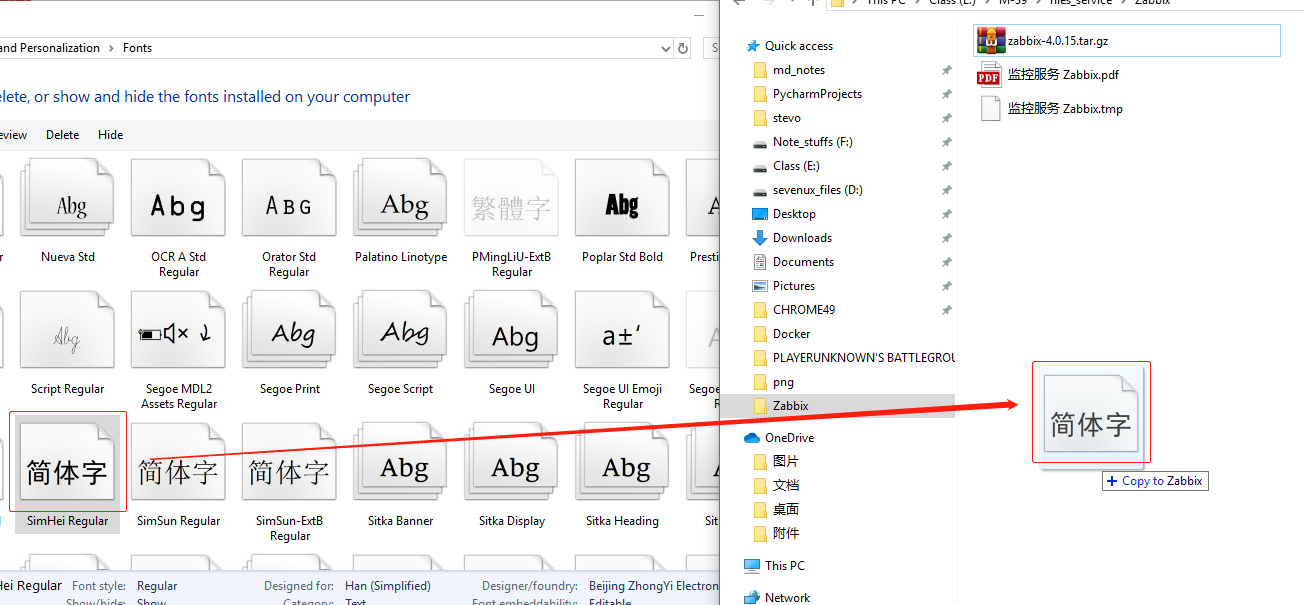 and Personalization > Fonts
elete, or show and hide the fonts installed on your computer
eview Delete Hide
Abg
Abg
ABG
Abg
繁體字
Abg
A
Nueva Std
OCR A Std
Regular
Orator Std
Regular
Palatino Linotype
PMingLiU-ExtB
Regular
Poplar Std Bold
Presti
Abg
Abg
Abg
Abg
a±‘
A
Script Regular
Segoe MDL2
Assets Regular
Segoe Print
Segoe Script
Segoe UI
Segoe UI Emoji
Regular
Segoe
简体字
简体字
简体字
Abg
Abg
Abg
SimHei Regular
SimSun Regular
SimSun-ExtB
Regular
Sitka Banner
Sitka Display
Sitka Heading
Sit
Hei Regular
Font style: Regular
Designed for: Han (Simplified)
Designer/foundry: Beijing ZhongYi Electron
Show/hide: Show
Category: Text
Font embeddability: Editable
This PC > Class (E:) > M-39 > files_service > Zabbix
Quick access
md_notes
PycharmProjects
stevo
Note_stuffs (F:)
Class (E:)
sevenux_files (D:)
Desktop
Downloads
Documents
Pictures
CHROME49
Docker
PLAYERUNKNOWN'S BATTLEGROU
png
Zabbix
OneDrive
图片
文档
桌面
附件
This PC
Network
zabbix-4.0.15.tar.gz
PDF
监控服务 Zabbix.pdf
监控服务 Zabbix.tmp
简体字
+ Copy to Zabbix